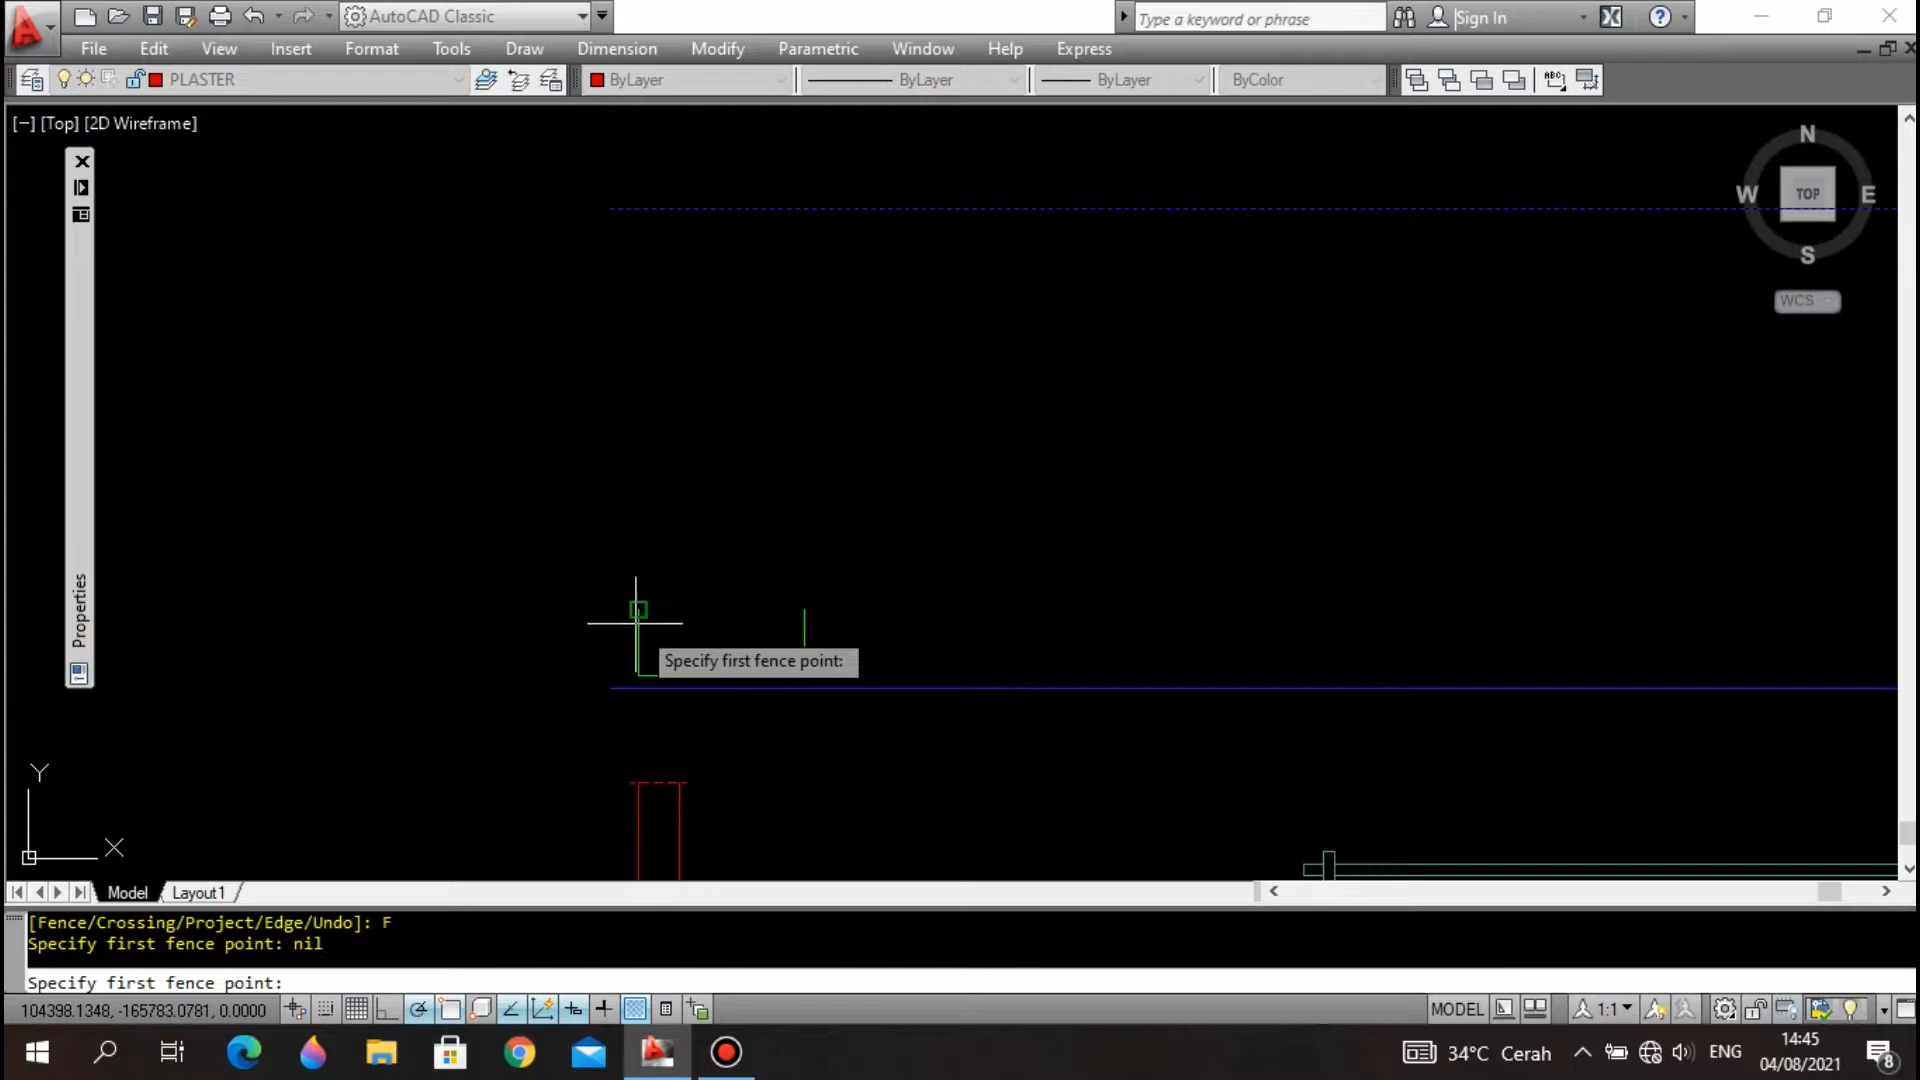 AutoCAD Classic
Type a keyword or phrase
Sign In
File Edit View Insert Format Tools Draw Dimension Modify Parametric Window Help Express
PLASTER
ByLayer
ByLayer
ByLayer
ByColor
ABC
[−] [Top] [2D Wireframe]
N
W
TOP
E
S
WCS
Properties
Specify first fence point:
Y
X
Model
Layout1
[Fence/Crossing/Project/Edge/Undo]: F
Specify first fence point: nil
Specify first fence point:
104398.1348, -165783.0781, 0.0000
MODEL
1:1
34°C Cerah
ENG
14:45
04/08/2021
8